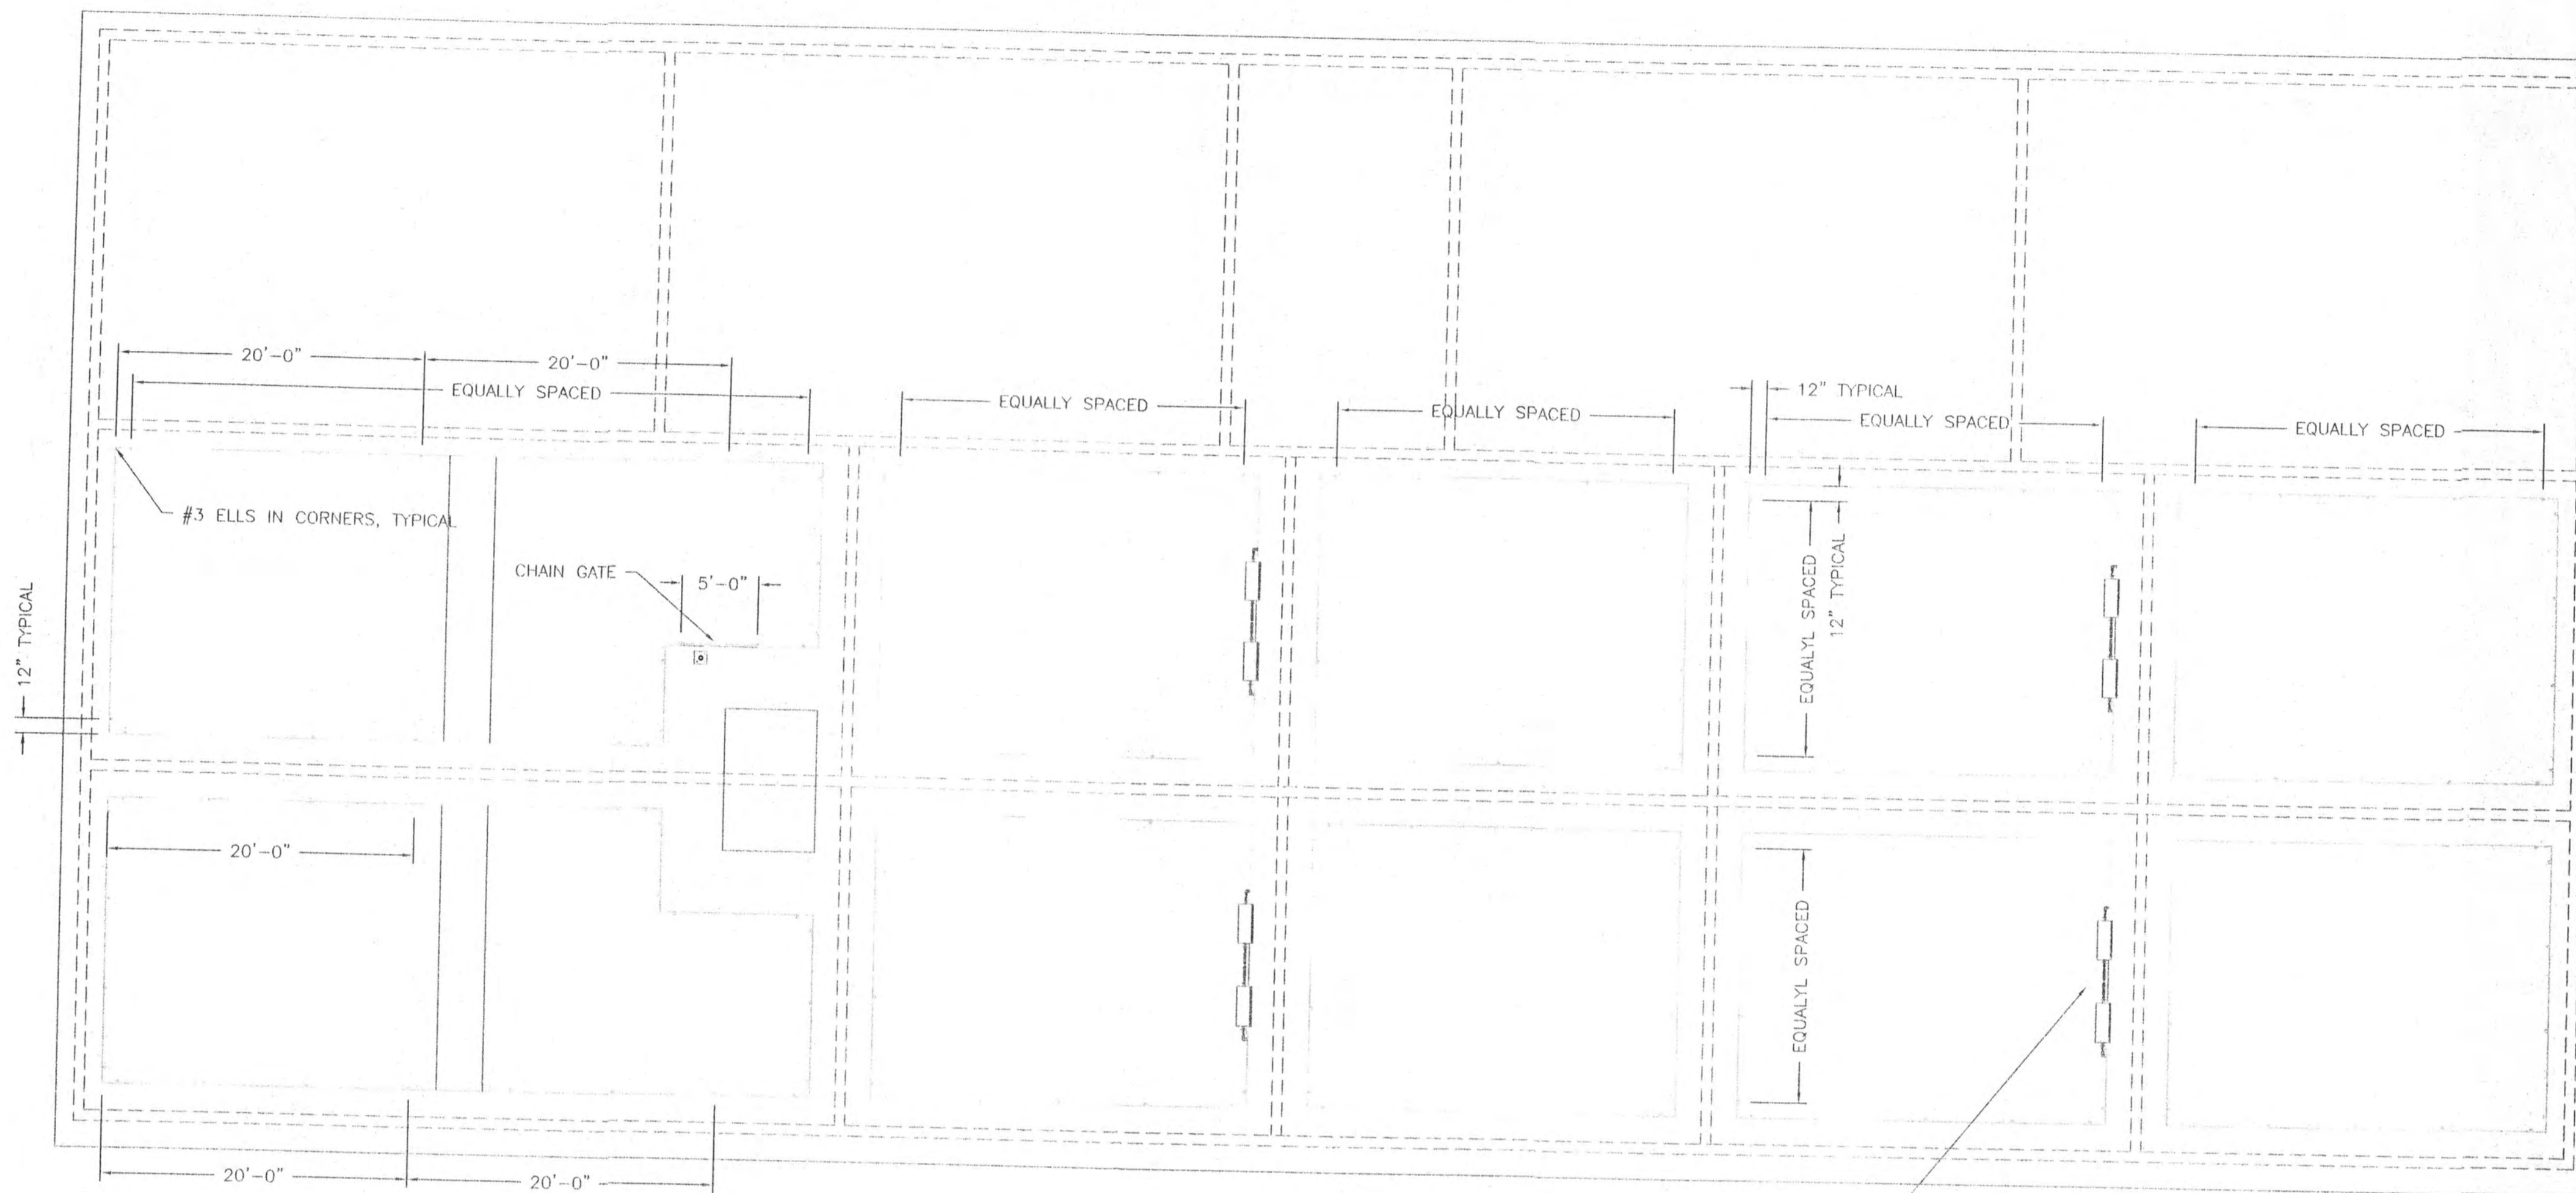 20'-0"
20'-0"
EQUALLY SPACED
EQUALLY SPACED
EQUALLY SPACED
12" TYPICAL
EQUALLY SPACED
EQUALLY SPACED
#3 ELLS IN CORNERS, TYPICAL
CHAIN GATE
5'-0"
EQUALYL SPACED
12" TYPICAL
12" TYPICAL
20'-0"
EQUALYL SPACED
20'-0"
20'-0"